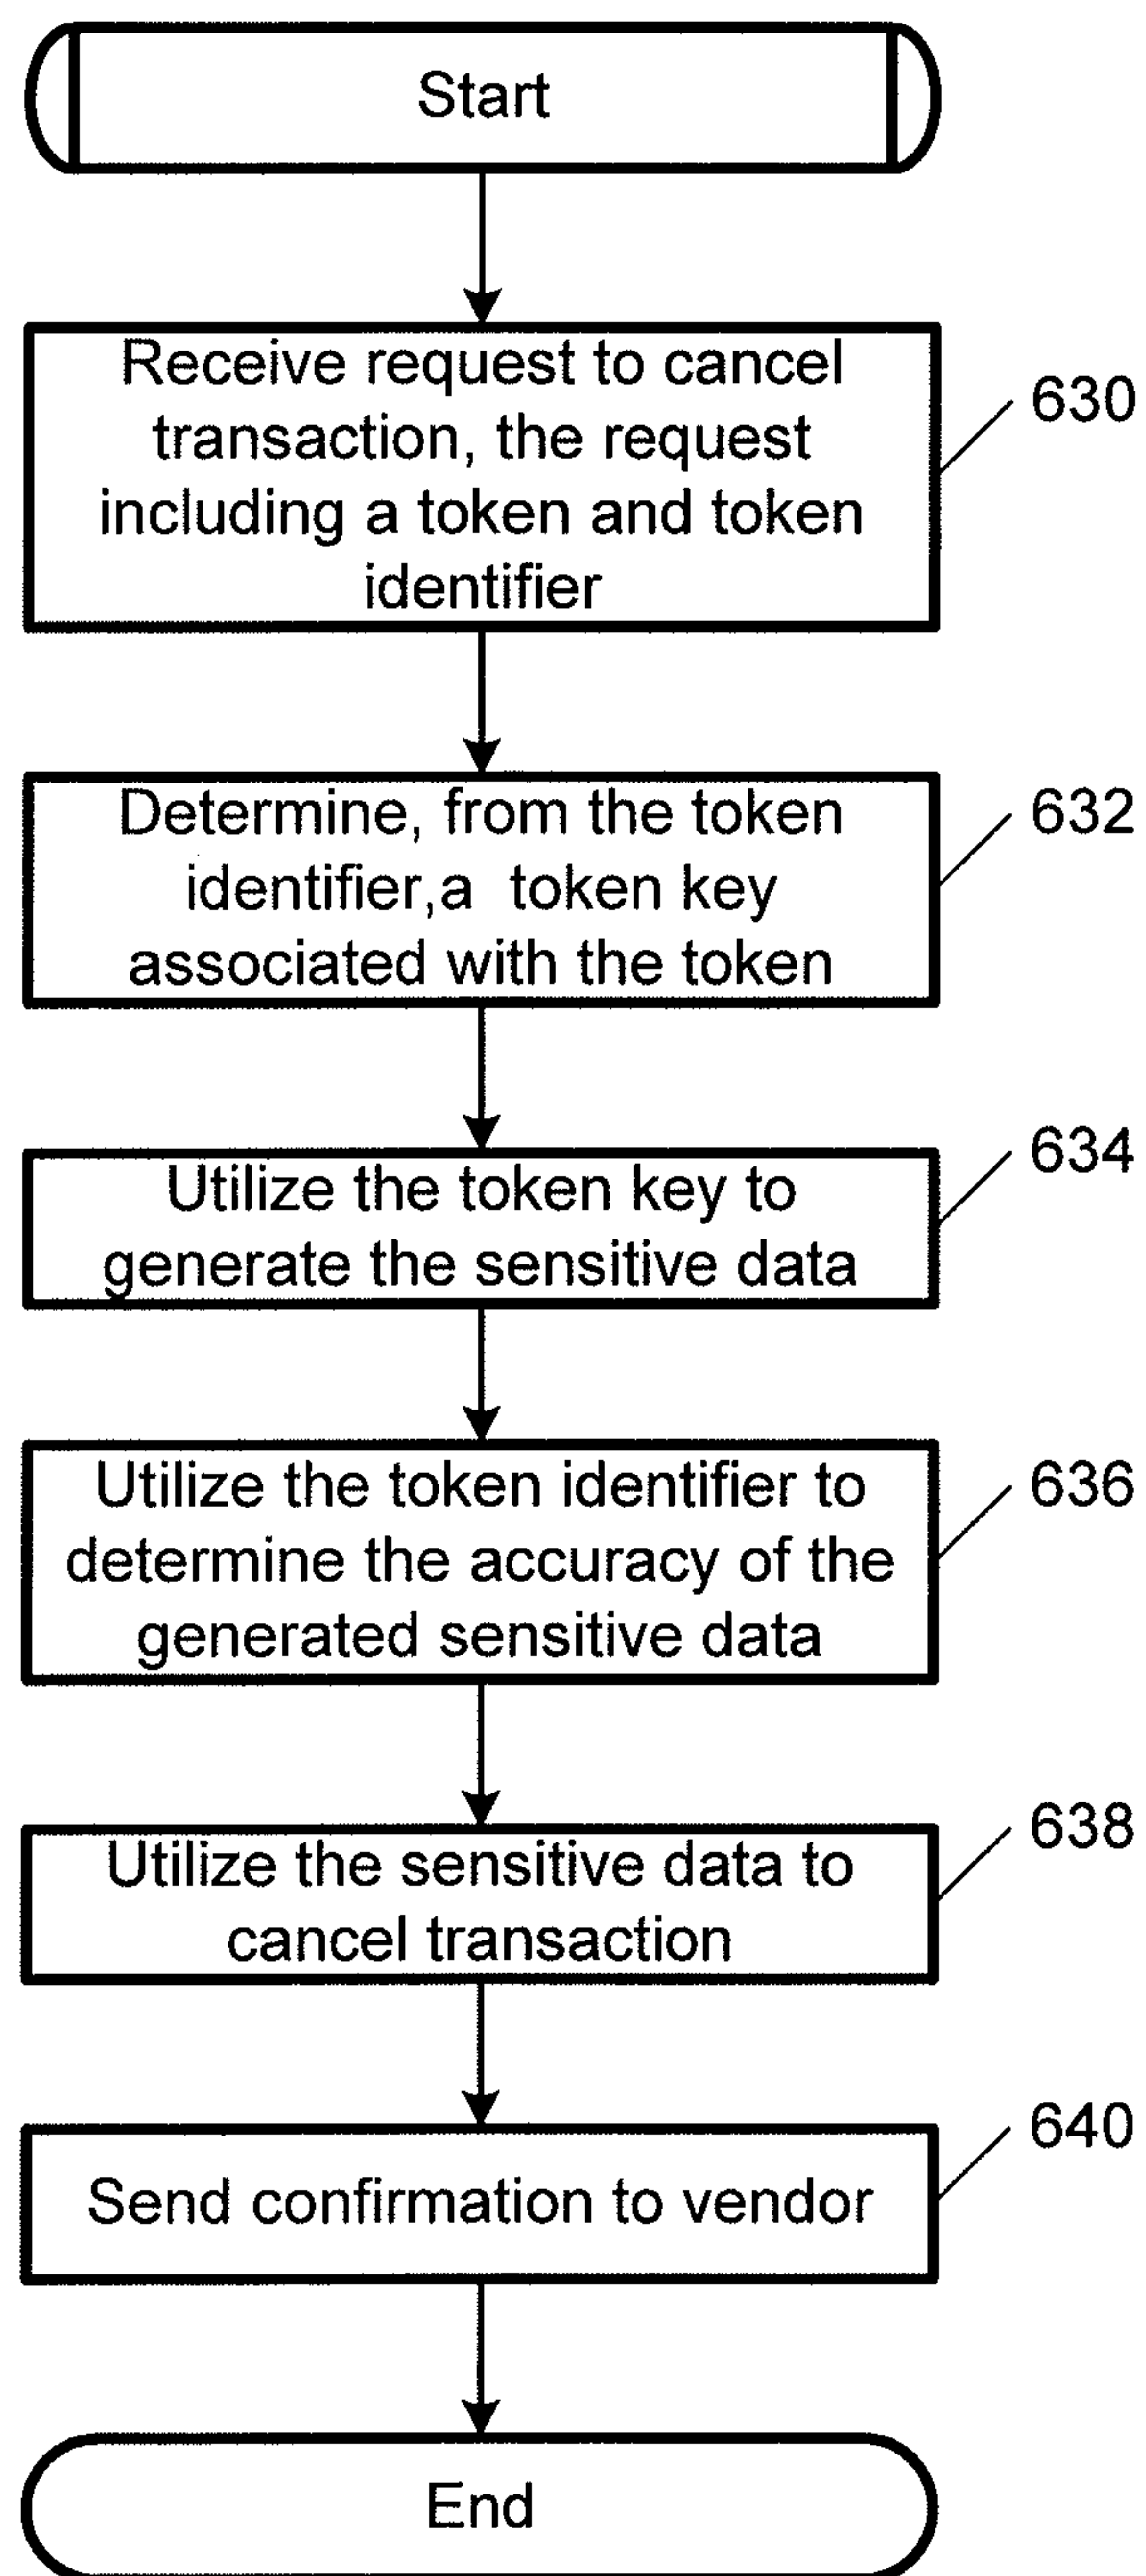 Start
Receive request to cancel
transaction, the request
including a token and token
identifier
630
Determine, from the token
identifier,a  token key
associated with the token
632
Utilize the token key to
generate the sensitive data
634
Utilize the token identifier to
determine the accuracy of the
generated sensitive data
636
Utilize the sensitive data to
cancel transaction
638
Send confirmation to vendor
640
End